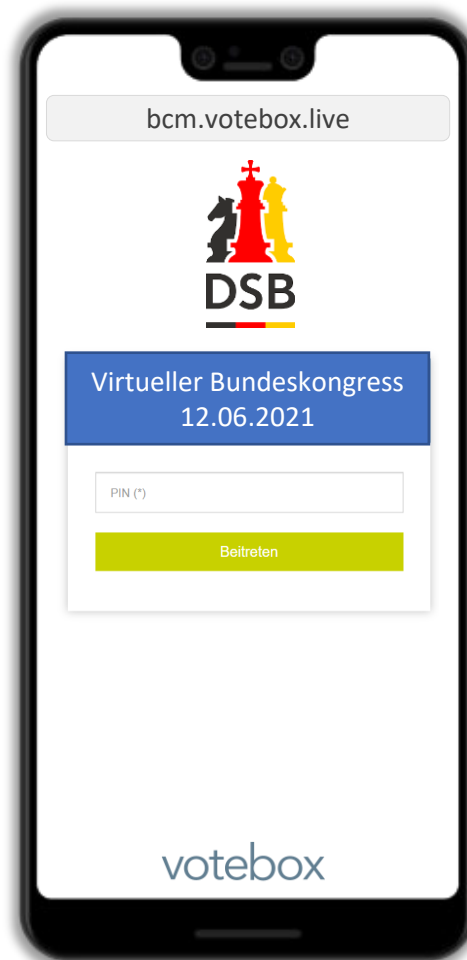 bcm.votebox.live
DSB
Virtueller Bundeskongress
12.06.2021
PIN (*)
Beitreten
votebox